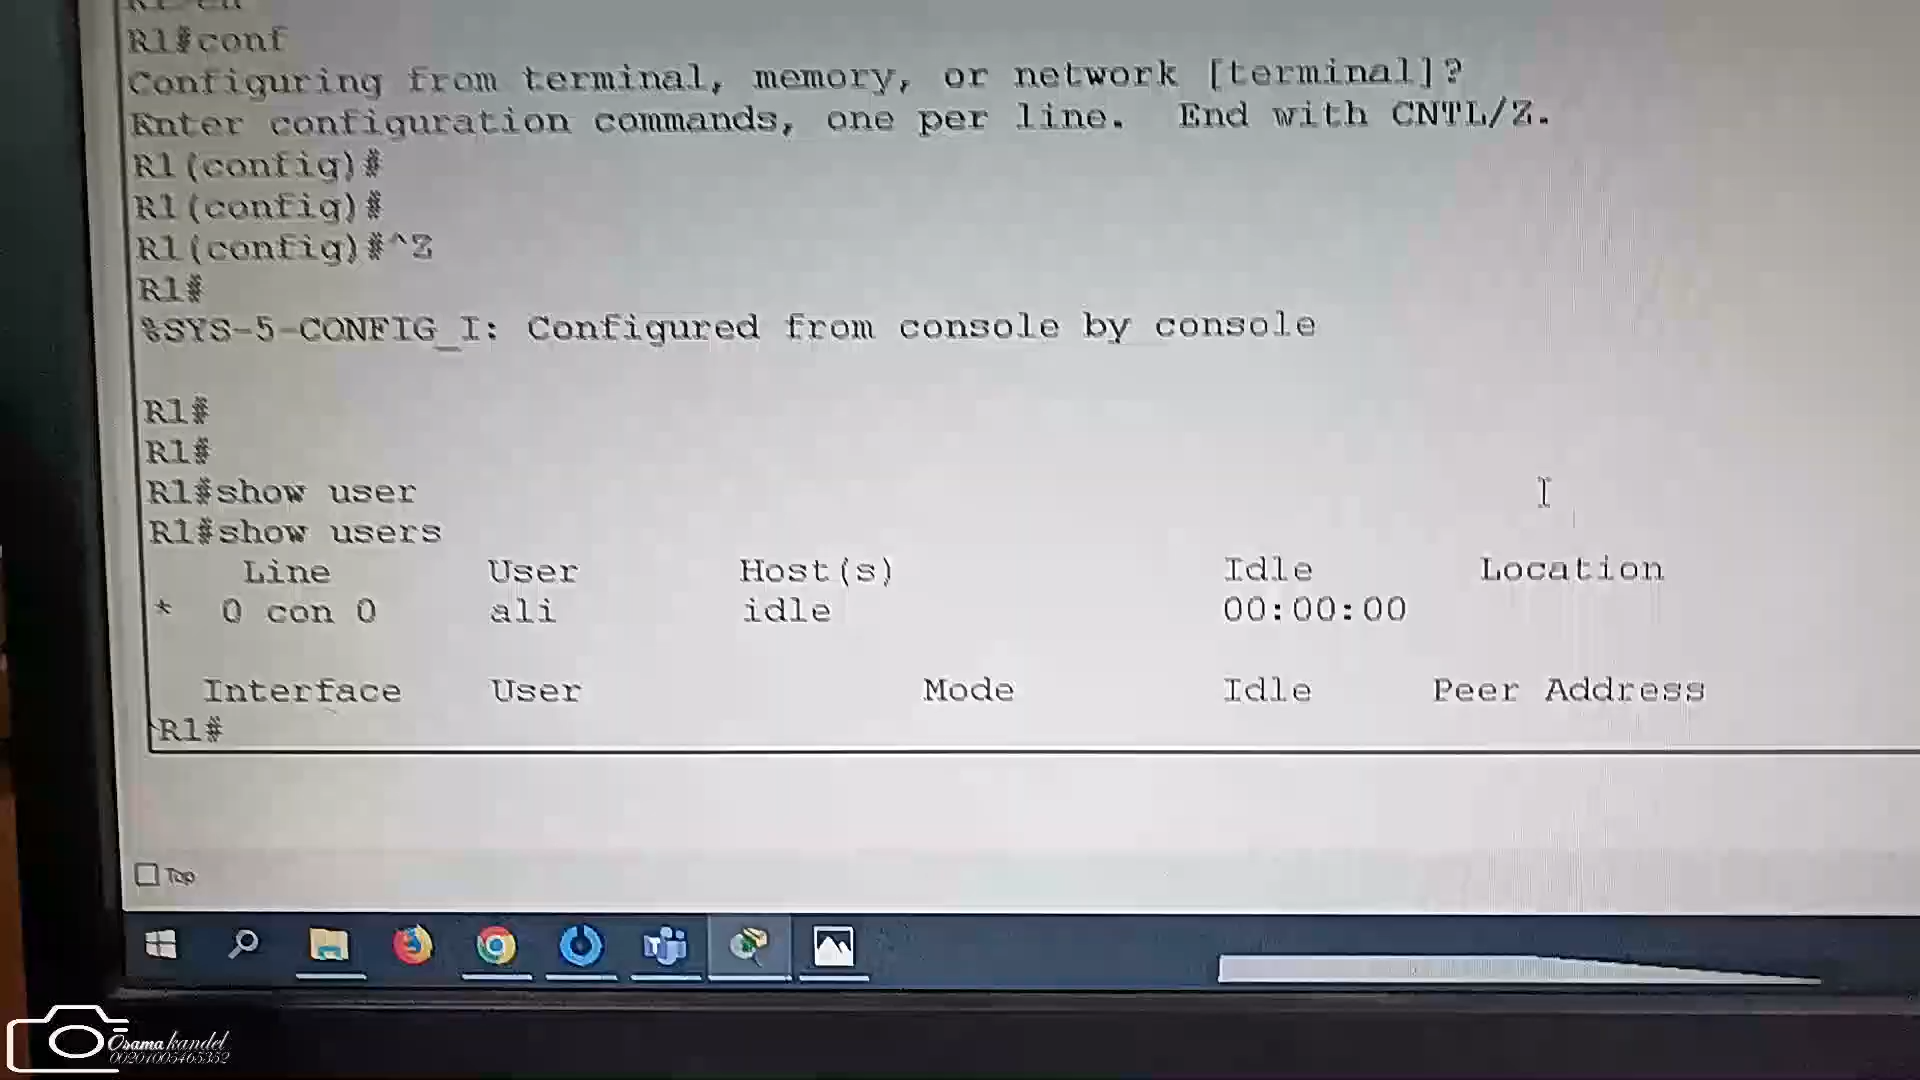 R1#conf
Configuring from terminal, memory, or network [terminal]?
Enter configuration commands, one per line.  End with CNTL/Z.
R1(config)#
R1(config)#
R1(config)#^Z
R1#
%SYS-5-CONFIG_I: Configured from console by console
R1#
R1#
R1#show user
R1#show users
Line User Host(s) Idle Location
* 0 con 0 ali idle 00:00:00
Interface User Mode Idle Peer Address
R1#
Top
Osama kandel
00201005465352